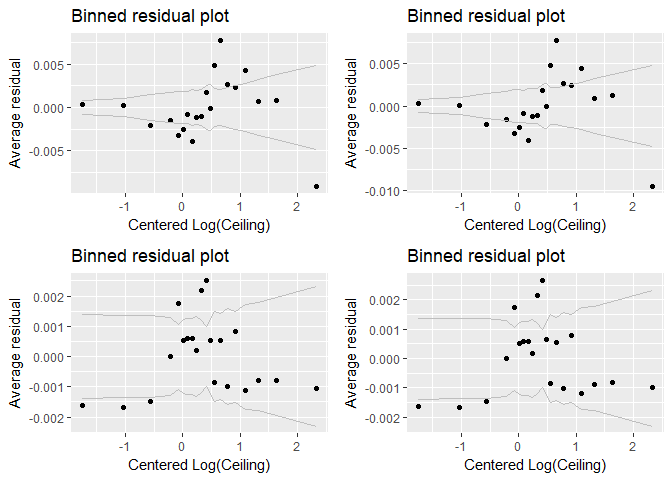 Binned residual plot
Average residual
0.005
0.000
-0.005
-1
0
1
2
Centered Log(Ceiling)
Binned residual plot
Average residual
0.005
0.000
-0.005
-0.010
-1
0
1
2
Centered Log(Ceiling)
Binned residual plot
Average residual
0.002
0.001
0.000
-0.001
-0.002
-1
0
1
2
Centered Log(Ceiling)
Binned residual plot
Average residual
0.002
0.001
0.000
-0.001
-0.002
-1
0
1
2
Centered Log(Ceiling)